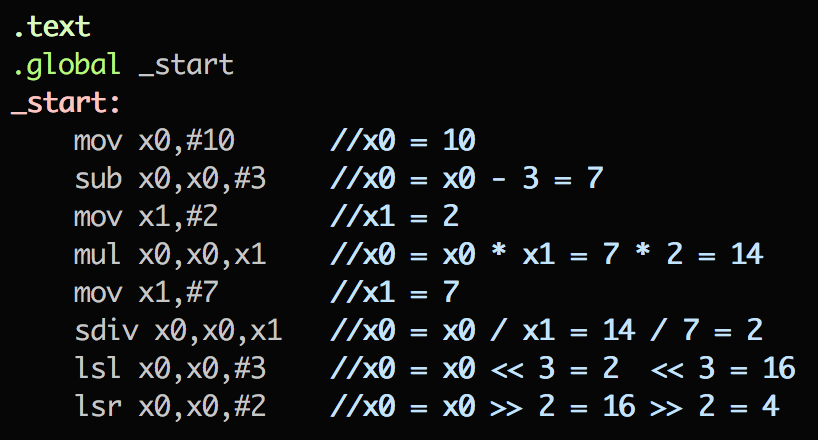 .text
.global _start
_start:
    mov x0,#10      //x0 = 10
    sub x0,x0,#3    //x0 = x0 - 3 = 7
    mov x1,#2       //x1 = 2
    mul x0,x0,x1    //x0 = x0 * x1 = 7 * 2 = 14
    mov x1,#7       //x1 = 7
    sdiv x0,x0,x1   //x0 = x0 / x1 = 14 / 7 = 2
    lsl x0,x0,#3    //x0 = x0 << 3 = 2  << 3 = 16
    lsr x0,x0,#2    //x0 = x0 >> 2 = 16 >> 2 = 4